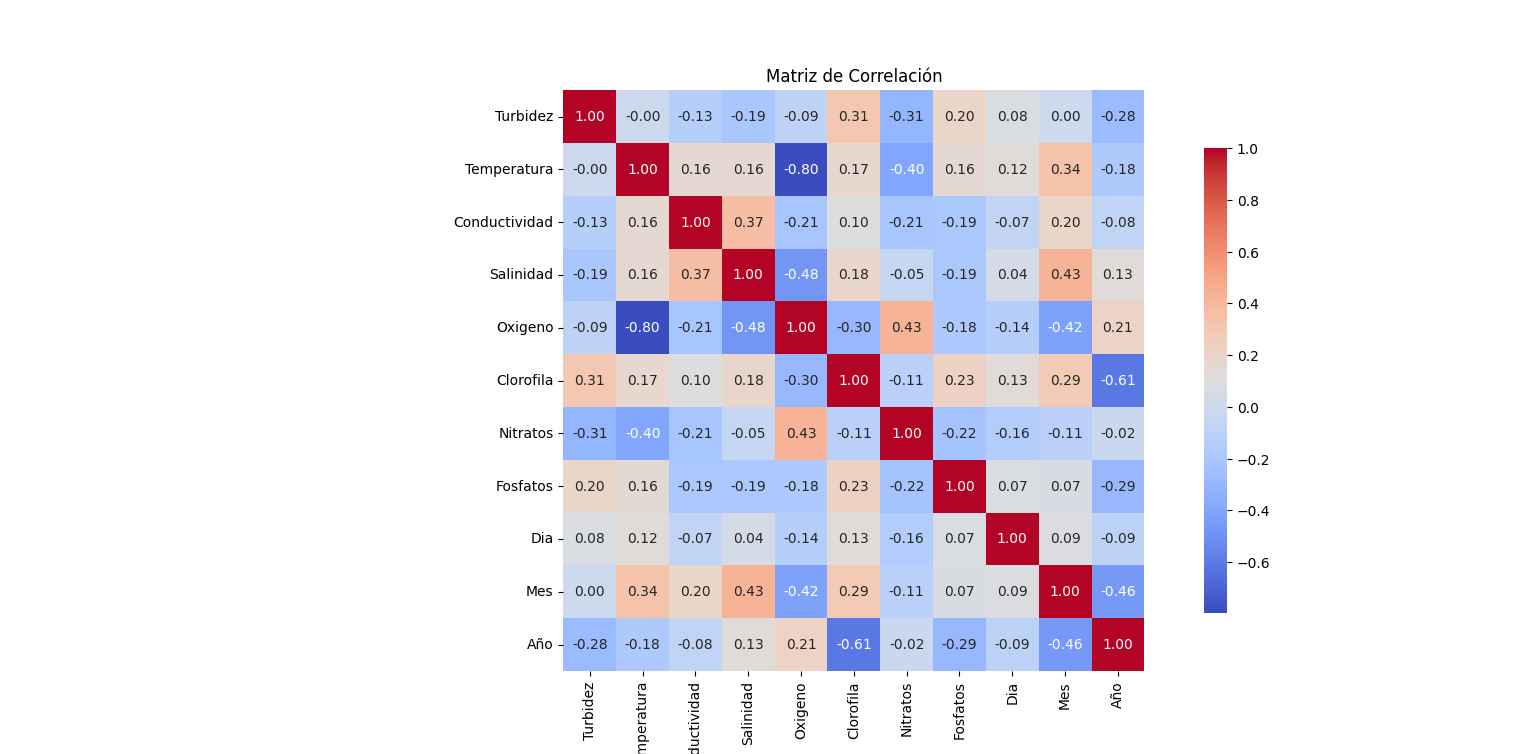 Matriz de Correlación
Turbidez 1.00 -0.00 -0.13 -0.19 -0.09 0.31 -0.31 0.20 0.08 0.00 -0.28
Temperatura -0.00 1.00 0.16 0.16 -0.80 0.17 -0.40 0.16 0.12 0.34 -0.18
Conductividad -0.13 0.16 1.00 0.37 -0.21 0.10 -0.21 -0.19 -0.07 0.20 -0.08
Salinidad -0.19 0.16 0.37 1.00 -0.48 0.18 -0.05 -0.19 0.04 0.43 0.13
Oxigeno -0.09 -0.80 -0.21 -0.48 1.00 -0.30 0.43 -0.18 -0.14 -0.42 0.21
Clorofila 0.31 0.17 0.10 0.18 -0.30 1.00 -0.11 0.23 0.13 0.29 -0.61
Nitratos -0.31 -0.40 -0.21 -0.05 0.43 -0.11 1.00 -0.22 -0.16 -0.11 -0.02
Fosfatos 0.20 0.16 -0.19 -0.19 -0.18 0.23 -0.22 1.00 0.07 0.07 -0.29
Dia 0.08 0.12 -0.07 0.04 -0.14 0.13 -0.16 0.07 1.00 0.09 -0.09
Mes 0.00 0.34 0.20 0.43 -0.42 0.29 -0.11 0.07 0.09 1.00 -0.46
Año -0.28 -0.18 -0.08 0.13 0.21 -0.61 -0.02 -0.29 -0.09 -0.46 1.00
Turbidez
mperatura
ductividad
Salinidad
Oxigeno
Clorofila
Nitratos
Fosfatos
Dia
Mes
Año
1.0
0.8
0.6
0.4
0.2
0.0
−0.2
−0.4
−0.6